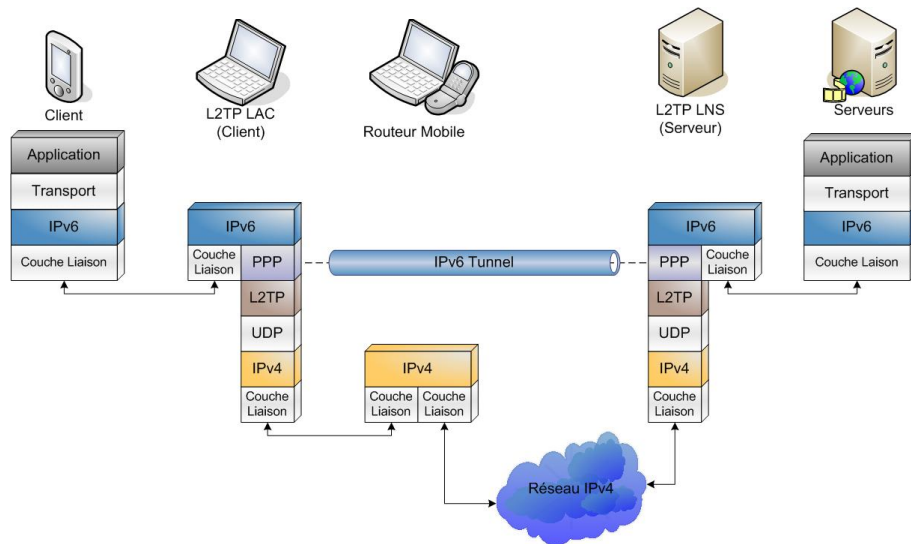 Client
L2TP LAC
(Client)
Routeur Mobile
L2TP LNS
(Serveur)
Serveurs
Application
Transport
IPv6
Couche Liaison
IPv6
Couche
Liaison
PPP
L2TP
UDP
IPv4
Couche
Liaison
IPv6 Tunnel
IPv4
Couche
Liaison
Couche
Liaison
Réseau IPv4
IPv6
PPP
Couche
Liaison
L2TP
UDP
IPv4
Couche
Liaison
Application
Transport
IPv6
Couche Laison